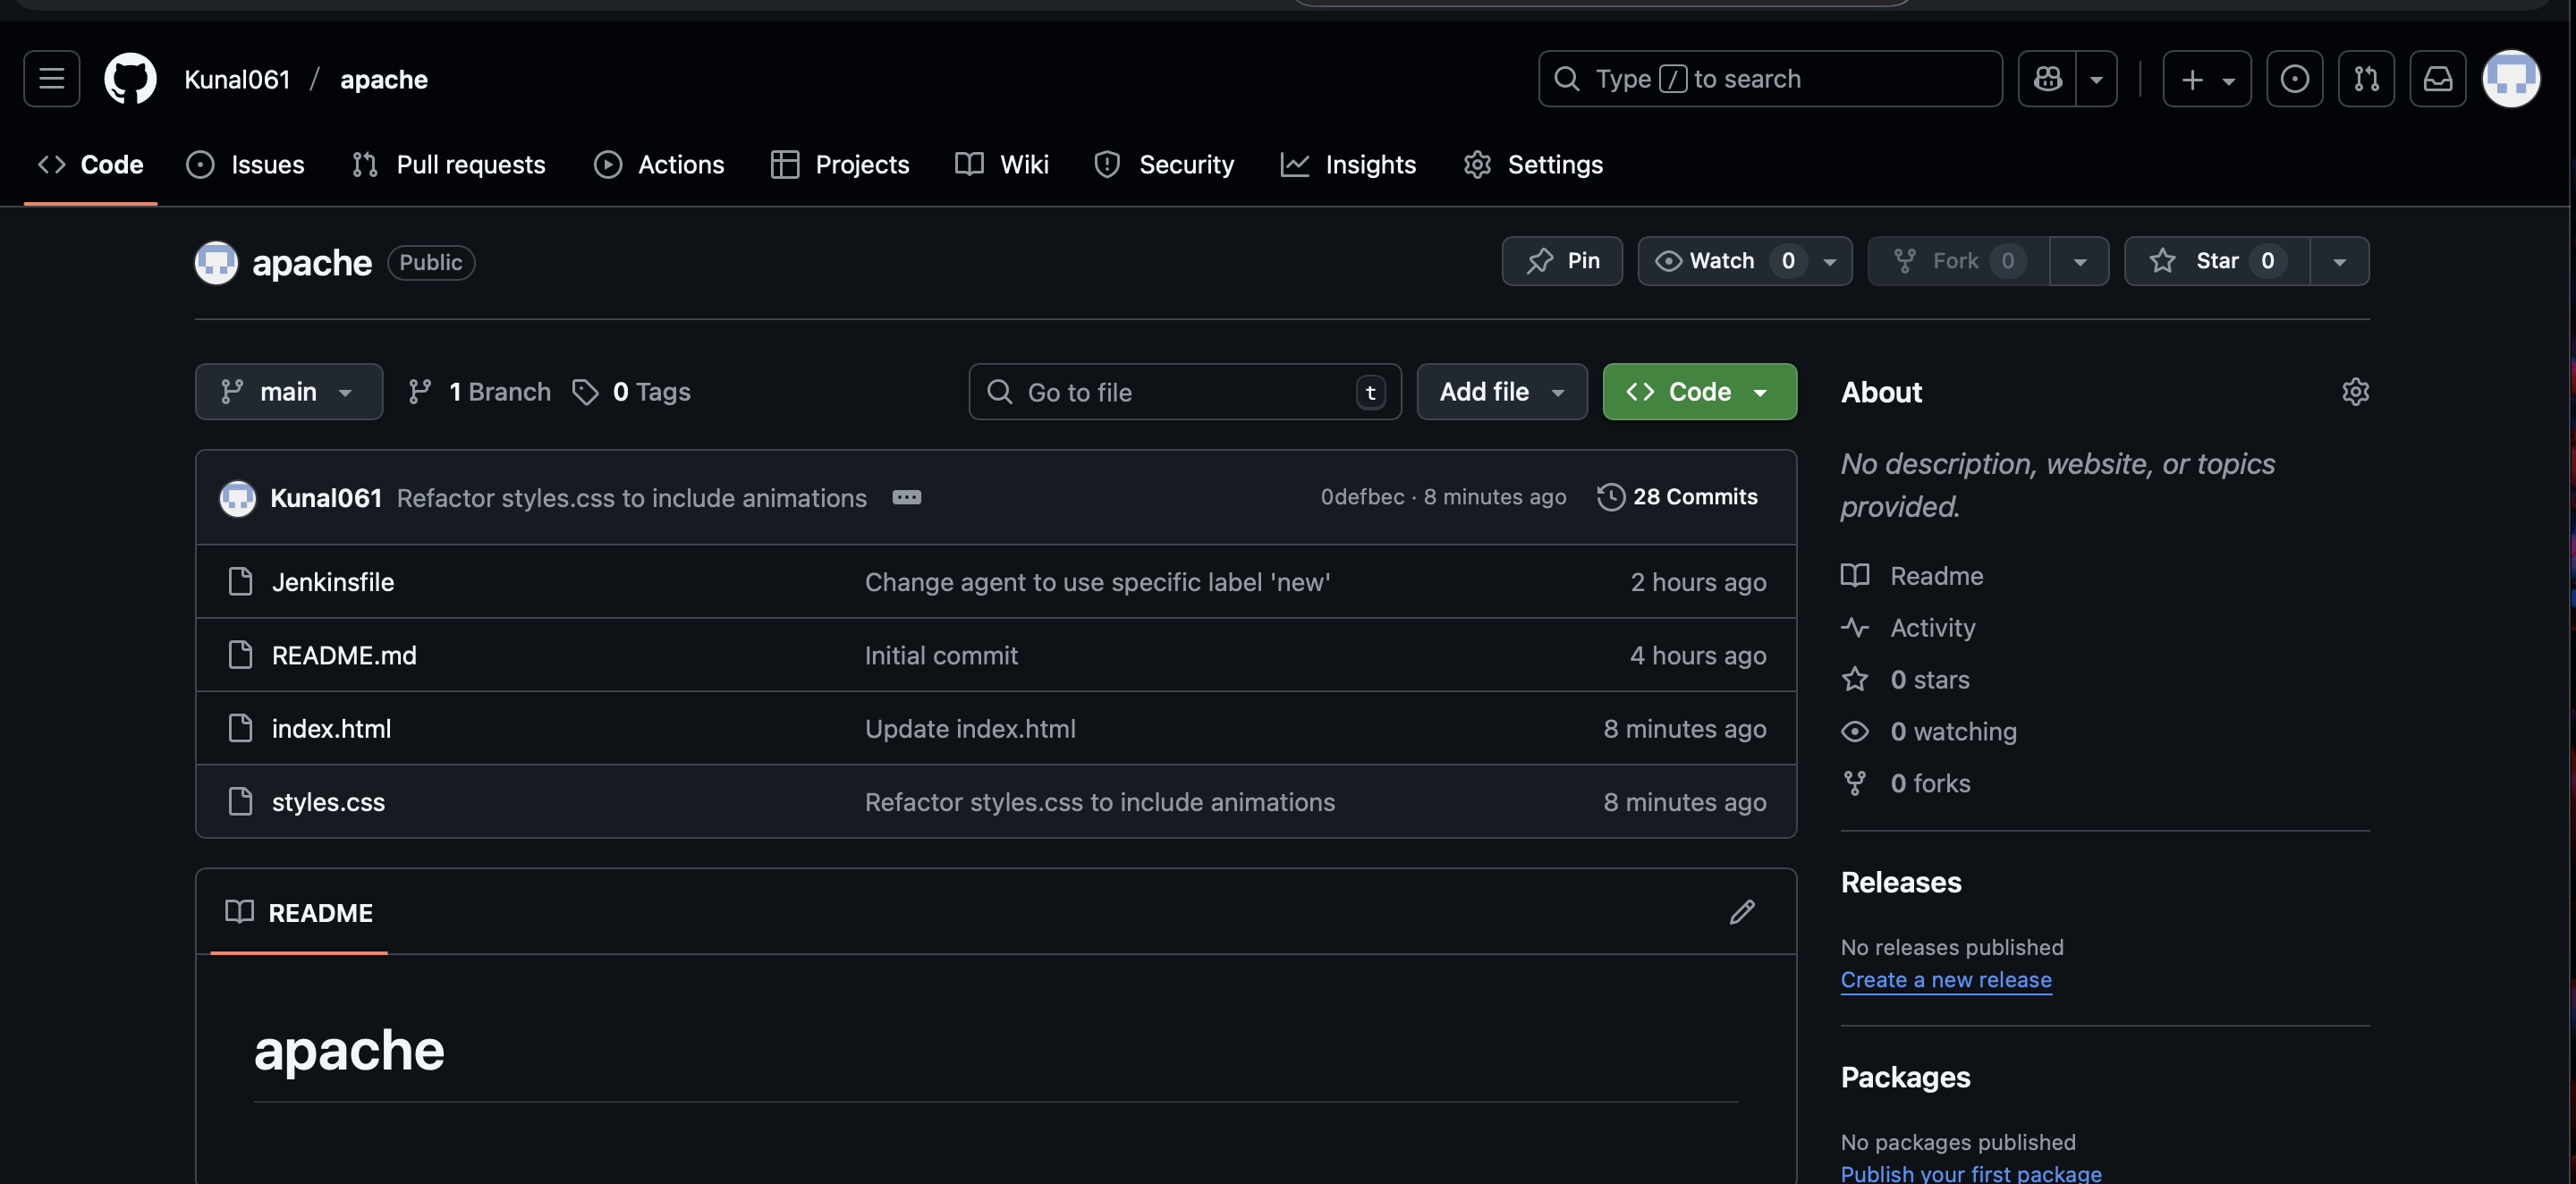 Kunal061 / apache
Type / to search
Code Issues Pull requests Actions Projects Wiki Security Insights Settings
apache Public
Pin Watch 0 Fork 0 Star 0
main 1 Branch 0 Tags Go to file t Add file Code
Kunal061 Refactor styles.css to include animations 0defbec · 8 minutes ago 28 Commits
Jenkinsfile Change agent to use specific label 'new' 2 hours ago
README.md Initial commit 4 hours ago
index.html Update index.html 8 minutes ago
styles.css Refactor styles.css to include animations 8 minutes ago
README
apache
About
No description, website, or topics
provided.
Readme
Activity
0 stars
0 watching
0 forks
Releases
No releases published
Create a new release
Packages
No packages published
Publish your first package